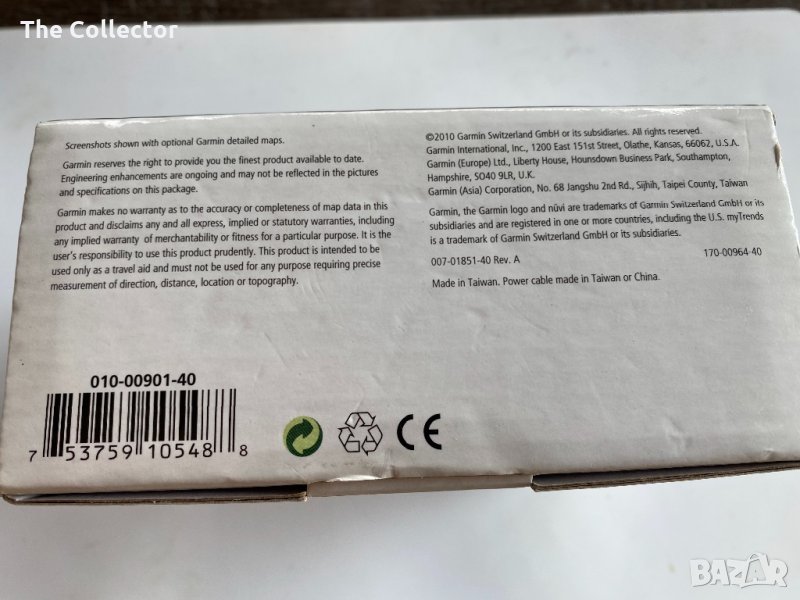 The Collector
Screenshots shown with optional Garmin detailed maps.
Garmin reserves the right to provide you the finest product available to date.
Engineering enhancements are ongoing and may not be reflected in the pictures
and specifications on this package.
Garmin makes no warranty as to the accuracy or completeness of map data in this
product and disclaims any and all express, implied or statutory warranties, including
any implied warranty of merchantability or fitness for a particular purpose. It is the
user's responsibility to use this product prudently. This product is intended to be
used only as a travel aid and must not be used for any purpose requiring precise
measurement of direction, distance, location or topography.
©2010 Garmin Switzerland GmbH or its subsidiaries. All rights reserved.
Garmin International, Inc., 1200 East 151st Street, Olathe, Kansas, 66062, U.S.A.
Garmin (Europe) Ltd., Liberty House, Hounsdown Business Park, Southampton,
Hampshire, SO40 9LR, U.K.
Garmin (Asia) Corporation, No. 68 Jangshu 2nd Rd., Sijhih, Taipei County, Taiwan
Garmin, the Garmin logo and nüvi are trademarks of Garmin Switzerland GmbH or its
subsidiaries and are registered in one or more countries, including the U.S. myTrends
is a trademark of Garmin Switzerland GmbH or its subsidiaries.
007-01851-40 Rev. A 170-00964-40
Made in Taiwan. Power cable made in Taiwan or China.
010-00901-40
7 53759 10548 8
CE
BAZAR